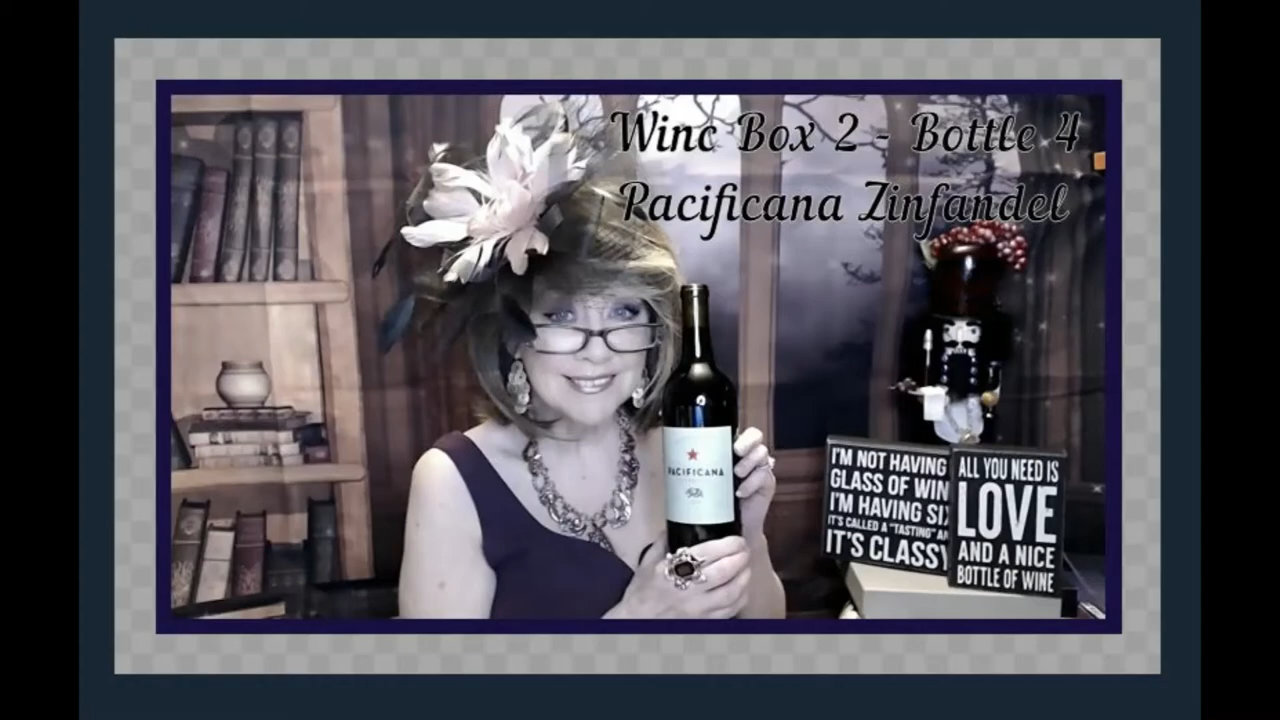 Winc Box 2 - Bottle 4
Pacificana Zinfandel
PACIFICANA
I'M NOT HAVING
GLASS OF WIN
I'M HAVING SI
IT'S CALLED A "TASTING" AN
IT'S CLASSY
ALL YOU NEED IS
LOVE
AND A NICE
BOTTLE OF WINE